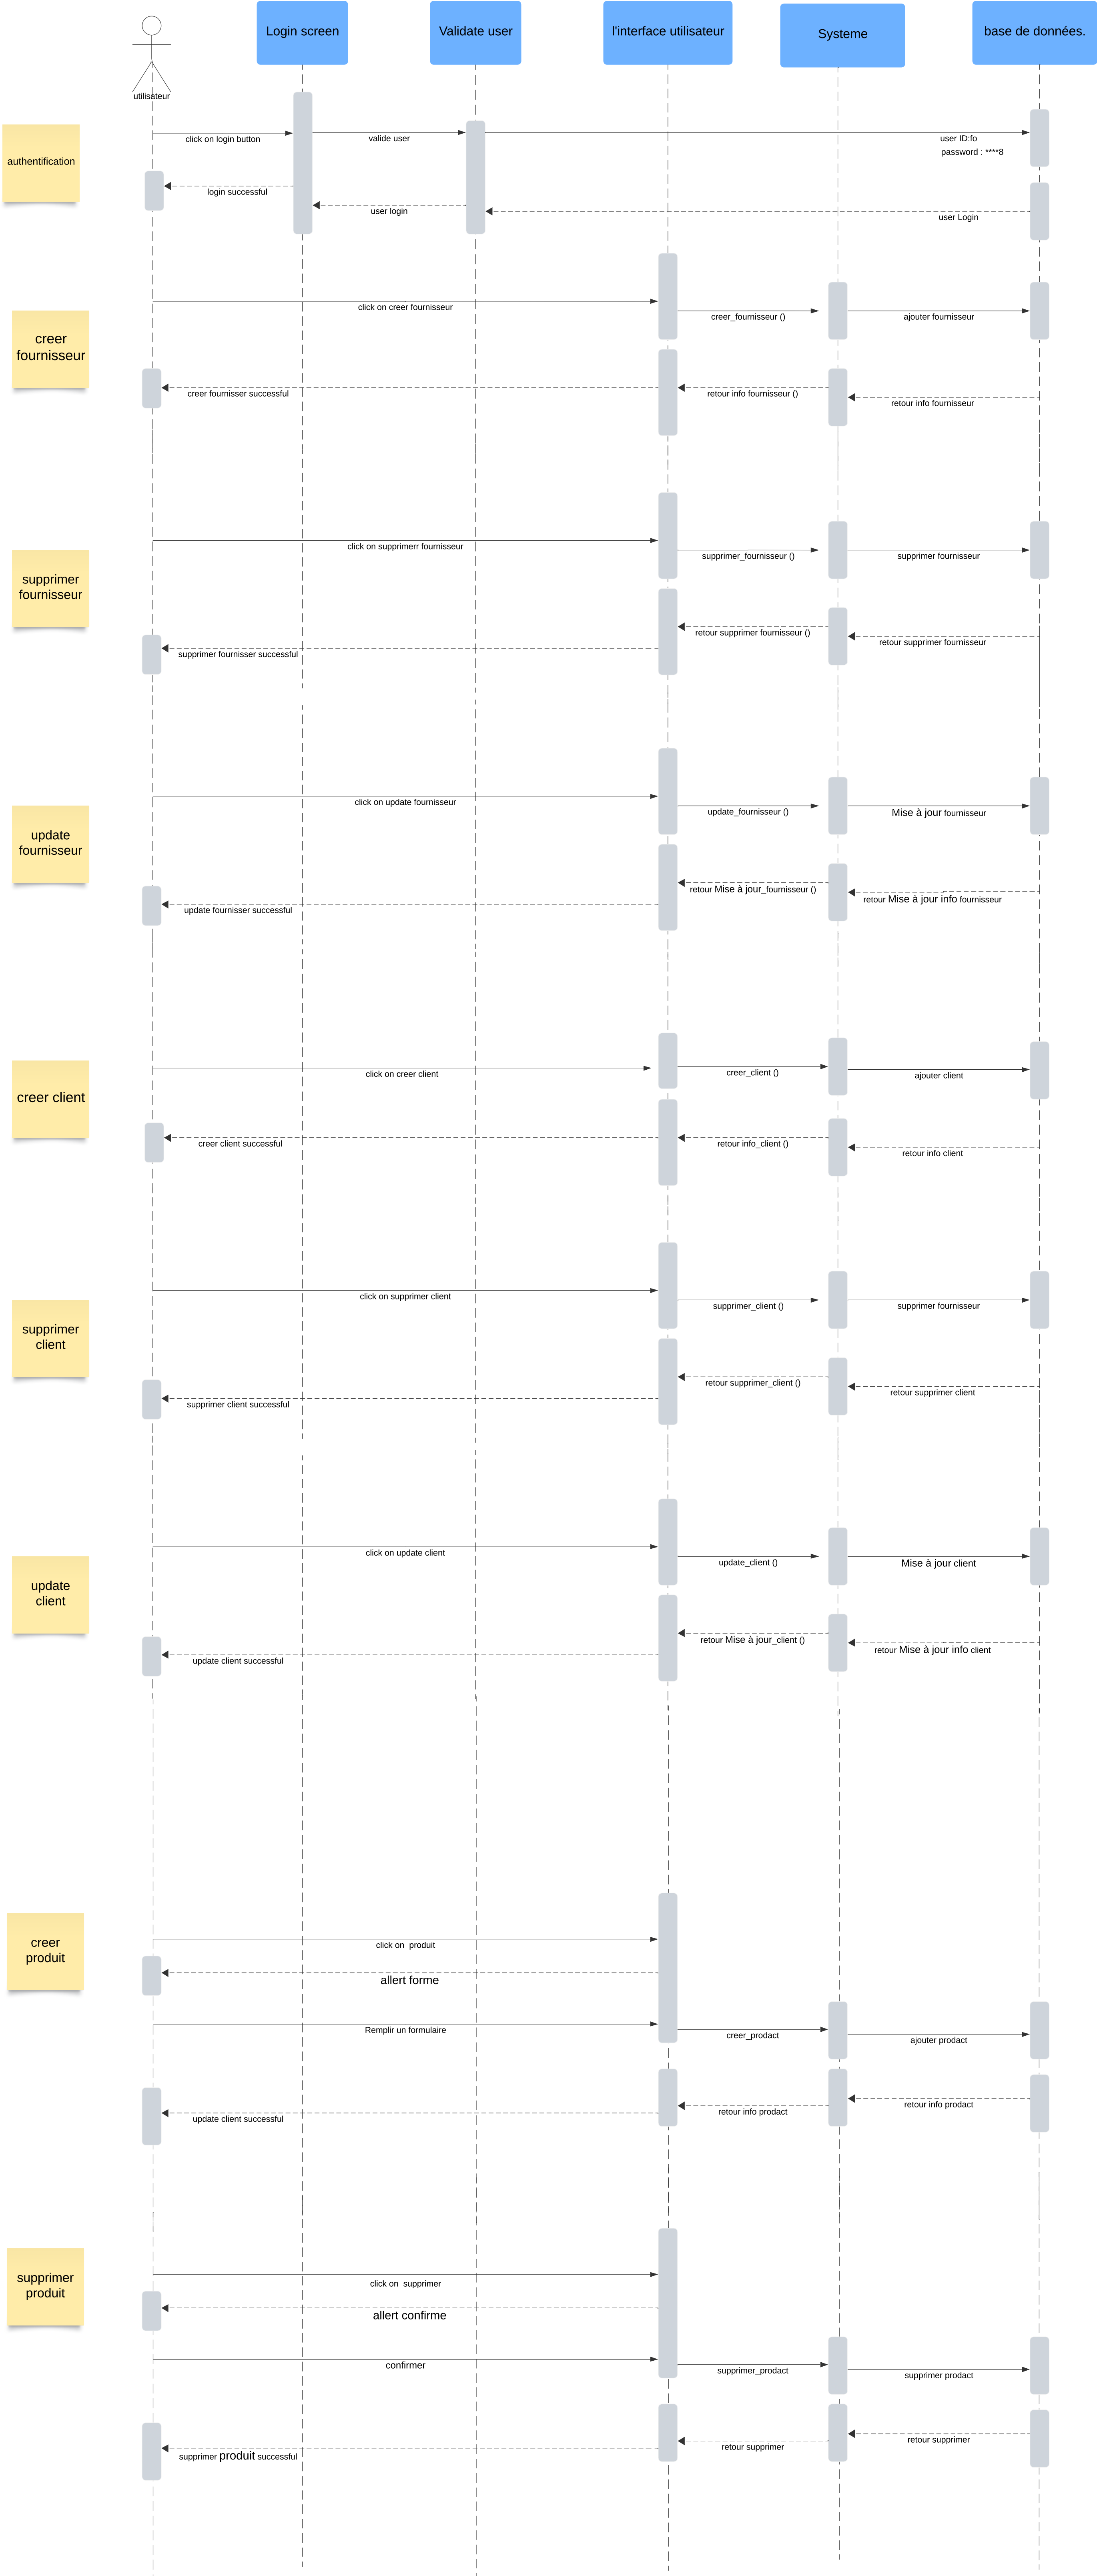 Login screen
Validate user
l'interface utilisateur
Systeme
base de données.
utilisateur
authentification
click on login button
valide user
user ID:fo
password : ****8
login successful
user login
user Login
creer
fournisseur
click on creer fournisseur
creer_fournisseur ()
ajouter fournisseur
creer fournisser successful
retour info fournisseur ()
retour info fournisseur
supprimer
fournisseur
click on supprimerr fournisseur
supprimer_fournisseur ()
supprimer fournisseur
retour supprimer fournisseur ()
retour supprimer fournisseur
supprimer fournisser successful
update
fournisseur
click on update fournisseur
update_fournisseur ()
Mise à jour fournisseur
retour Mise à jour_fournisseur ()
retour Mise à jour info fournisseur
update fournisser successful
creer client
click on creer client
creer_client ()
ajouter client
creer client successful
retour info_client ()
retour info client
supprimer
client
click on supprimer client
supprimer_client ()
supprimer fournisseur
retour supprimer_client ()
retour supprimer client
supprimer client successful
update
client
click on update client
update_client ()
Mise à jour client
retour Mise à jour_client ()
retour Mise à jour info client
update client successful
creer
produit
click on  produit
allert forme
Remplir un formulaire
creer_prodact
ajouter prodact
retour info prodact
retour info prodact
update client successful
supprimer
produit
click on  supprimer
allert confirme
confirmer
supprimer_prodact
supprimer prodact
retour supprimer
retour supprimer
supprimer produit successful